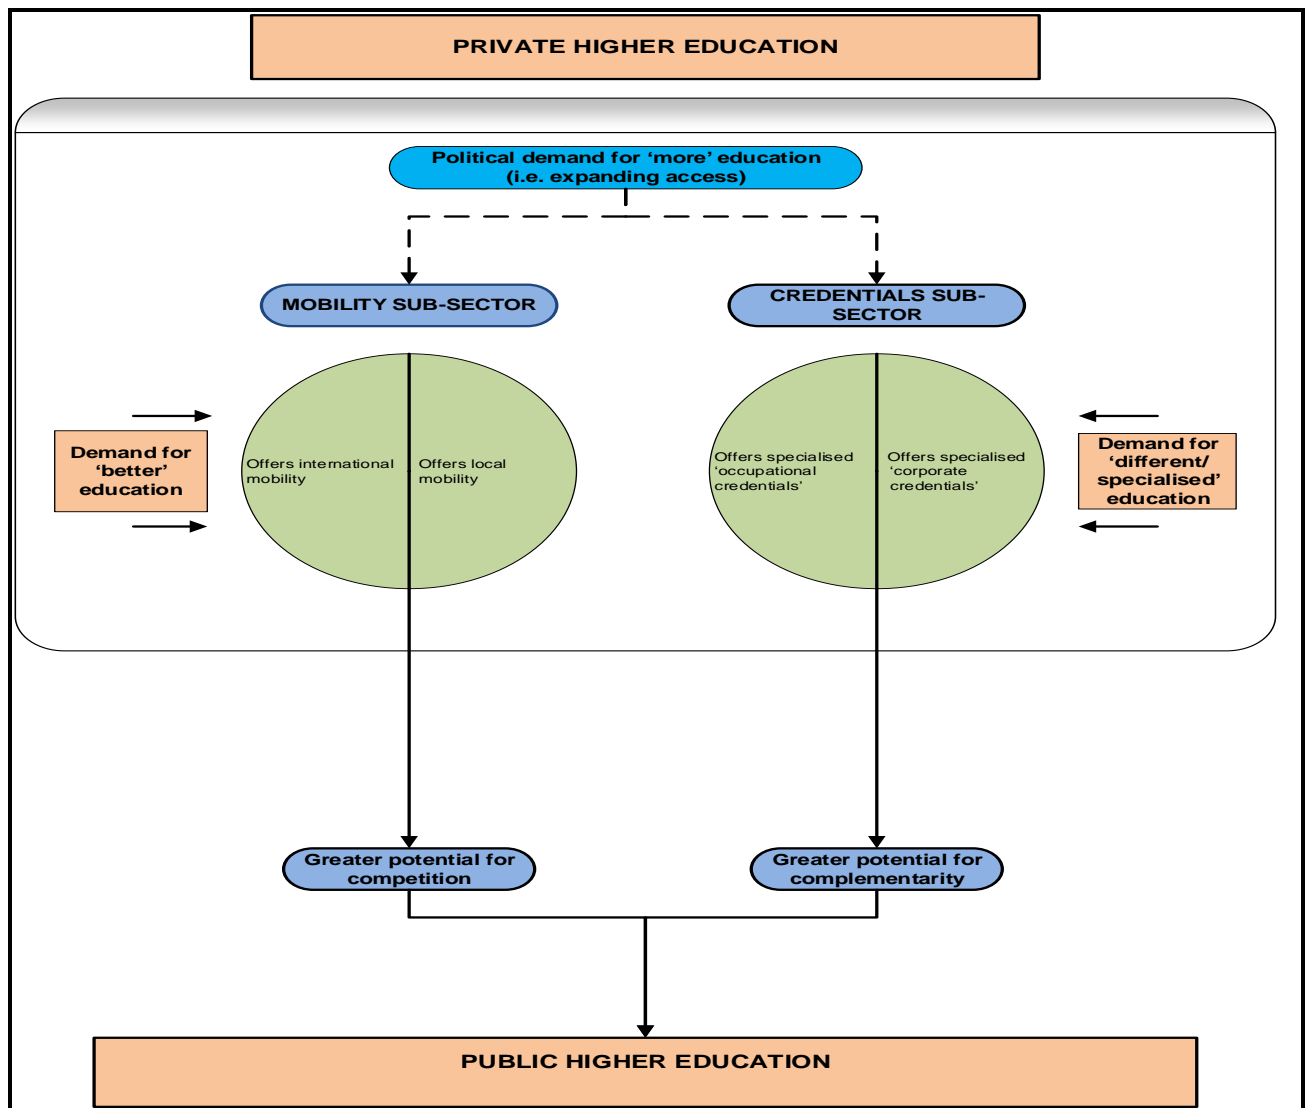 PRIVATE HIGHER EDUCATION
Political demand for ‘more’ education
(i.e. expanding access)
MOBILITY SUB-SECTOR
CREDENTIALS SUB-
SECTOR
Demand for
‘better’
education
Offers international
mobility
Offers local
mobility
Offers specialised
‘occupational
credentials’
Offers specialised
‘corporate
credentials’
Demand for
‘different/
specialised’
education
Greater potential for
competition
Greater potential for
complementarity
PUBLIC HIGHER EDUCATION